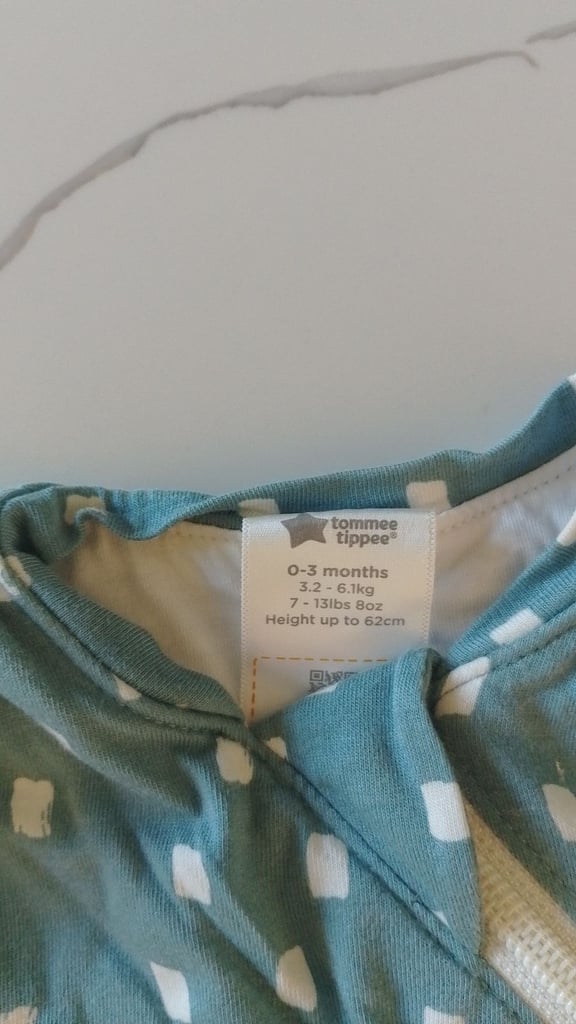 tommee
tippee®
0-3 months
3.2 - 6.1kg
7 - 13lbs 8oz
Height up to 62cm